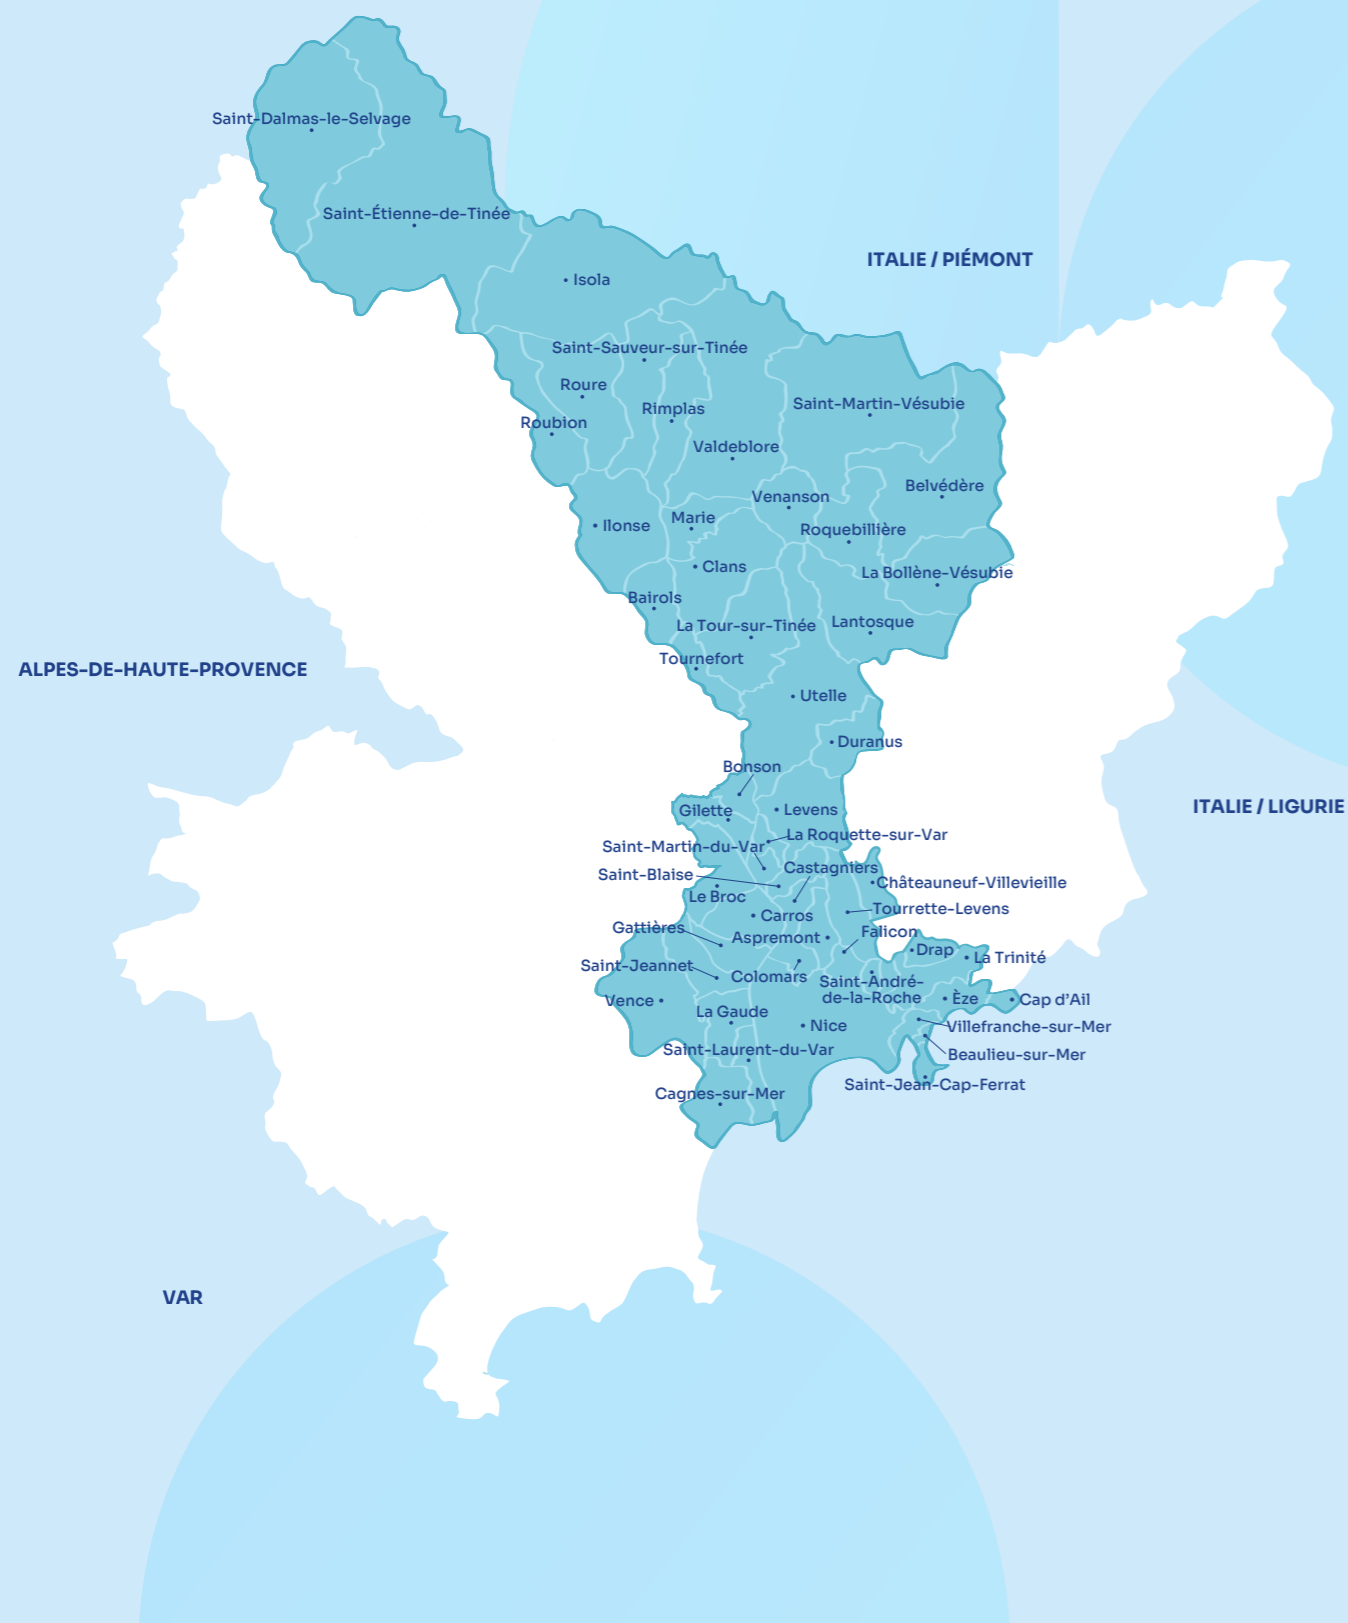 Saint-Dalmas-le-Selvage
Saint-Étienne-de-Tinée
ITALIE / PIÉMONT
Isola
Saint-Sauveur-sur-Tinée
Roure
Saint-Martin-Vésubie
Rimplas
Roubion
Valdeblore
Belvédère
Venanson
Marie
Ilonse
Roquebillière
Clans
La Bollène-Vésubie
Bairols
Lantosque
La Tour-sur-Tinée
Tournefort
ALPES-DE-HAUTE-PROVENCE
Utelle
Duranus
Bonson
ITALIE / LIGURIE
Gilette
Levens
La Roquette-sur-Var
Saint-Martin-du-Var
Castagniers
Saint-Blaise
Châteauneuf-Villevieille
Le Broc
Tourrette-Levens
Carros
Gattières
Falicon
Aspremont
Drap
La Trinité
Saint-Jeannet
Colomars
Saint-André-
de-la-Roche
Èze
Cap d'Ail
Vence
La Gaude
Nice
Villefranche-sur-Mer
Saint-Laurent-du-Var
Beaulieu-sur-Mer
Saint-Jean-Cap-Ferrat
Cagnes-sur-Mer
VAR